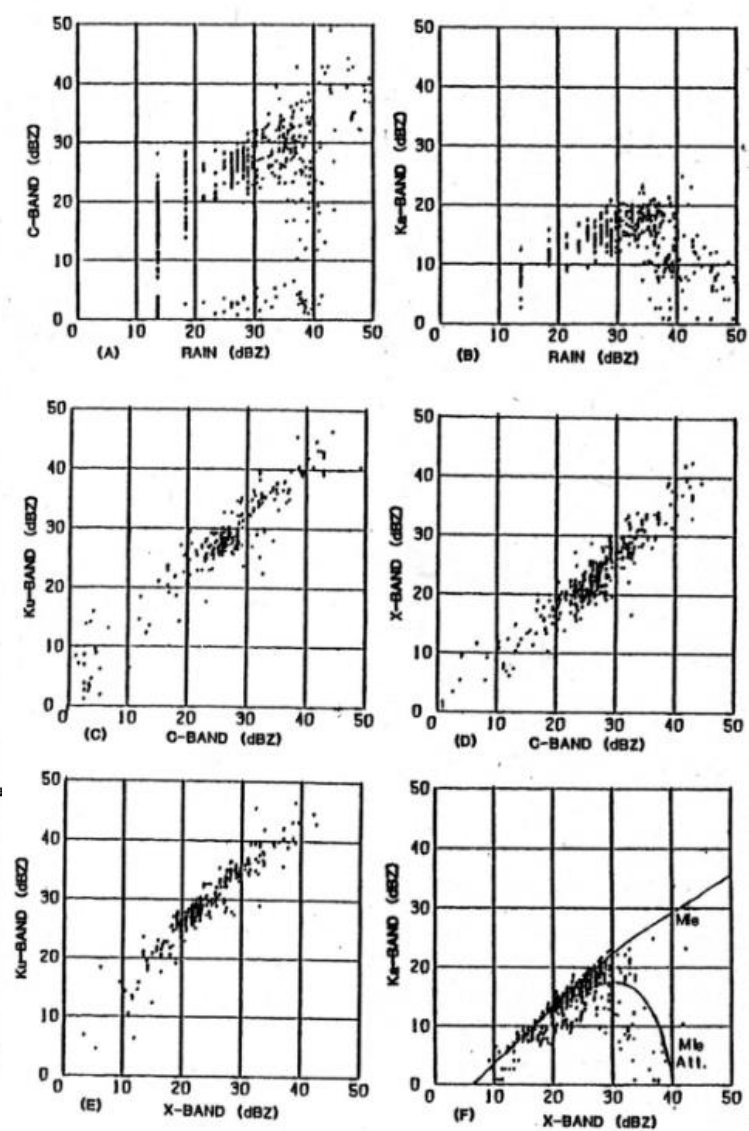 C-BAND (dBZ)
50
40
30
20
10
0
0 10 20 30 40 50
(A) RAIN (dBZ)
Ka-BAND (dBZ)
50
40
30
20
10
0
0 10 20 30 40 50
(B) RAIN (dBZ)
Ku-BAND (dBZ)
50
40
30
20
10
0
0 10 20 30 40 50
(C) C-BAND (dBZ)
X-BAND (dBZ)
50
40
30
20
10
0
0 10 20 30 40 50
(D) C-BAND (dBZ)
Ku-BAND (dBZ)
50
40
30
20
10
0
0 10 20 30 40 50
(E) X-BAND (dBZ)
Ka-BAND (dBZ)
50
40
30
20
10
0
Mie
Mie
Att.
0 10 20 30 40 50
(F) X-BAND (dBZ)